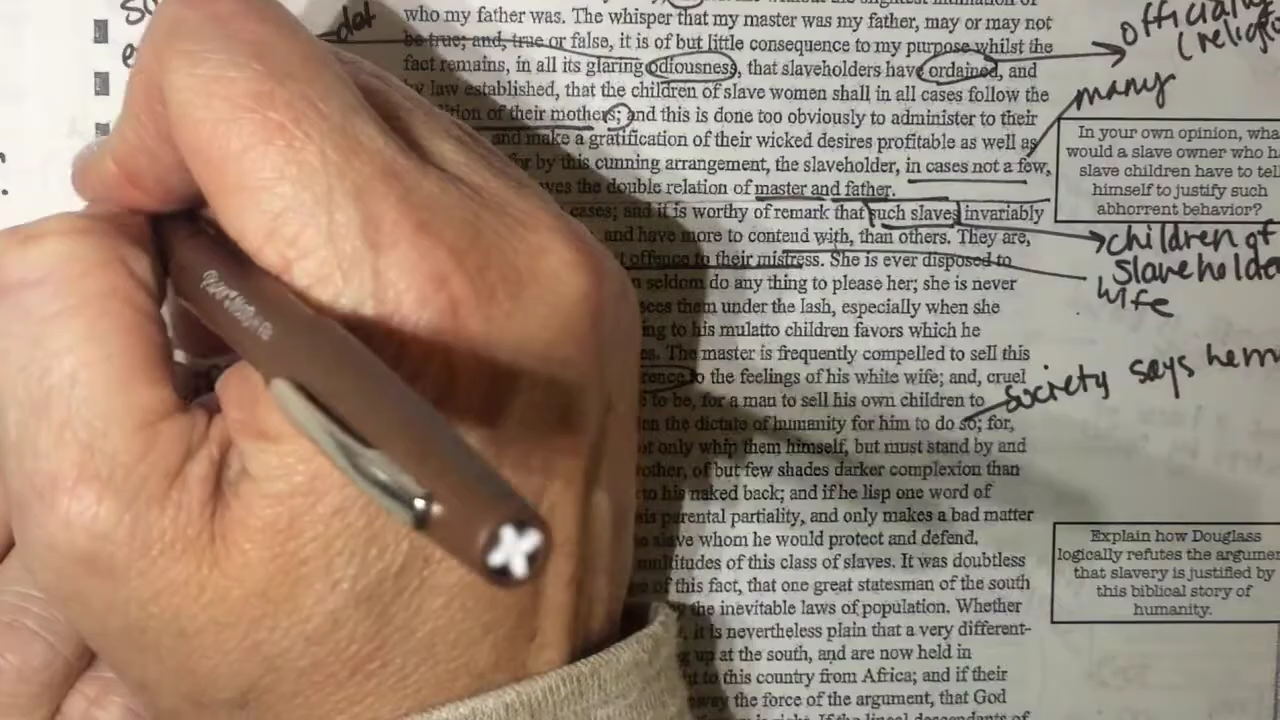 who my father was. The whisper that my master was my father, may or may not
def
be true; and, true or false, it is of but little consequence to my purpose whilst the
fact remains, in all its glaring odiousness, that slaveholders have ordained, and
by law established, that the children of slave women shall in all cases follow the
of their mothers; and this is done too obviously to administer to their
and make a gratification of their wicked desires profitable as well as
for by this cunning arrangement, the slaveholder, in cases not a few,
the double relation of master and father.
cases; and it is worthy of remark that such slaves invariably
and have more to contend with, than others. They are,
offence to their mistress. She is ever disposed to
seldom do any thing to please her; she is never
sees them under the lash, especially when she
to his mulatto children favors which he
The master is frequently compelled to sell this
to the feelings of his white wife; and, cruel
to be, for a man to sell his own children to
the dictate of humanity for him to do so; for,
only whip them himself, but must stand by and
of but few shades darker complexion than
to his naked back; and if he lisp one word of
parental partiality, and only makes a bad matter
slave whom he would protect and defend.
multitudes of this class of slaves. It was doubtless
of this fact, that one great statesman of the south
the inevitable laws of population. Whether
it is nevertheless plain that a very different-
up at the south, and are now held in
to this country from Africa; and if their
away the force of the argument, that God
is right. If the lineal descendants of
many
In your own opinion,
would a slave owner who
slave children have to tell
himself to justify such
abhorrent behavior?
children of
wife
society says
Explain how Douglass
logically refutes the
that slavery is justified by
this biblical story of
humanity.